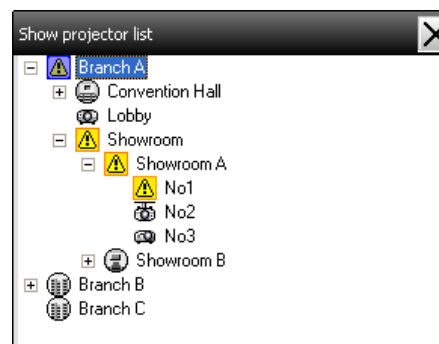 Show projector list
Branch A
Convention Hall
Lobby
Showroom
Showroom A
No1
No2
No3
Showroom B
Branch B
Branch C